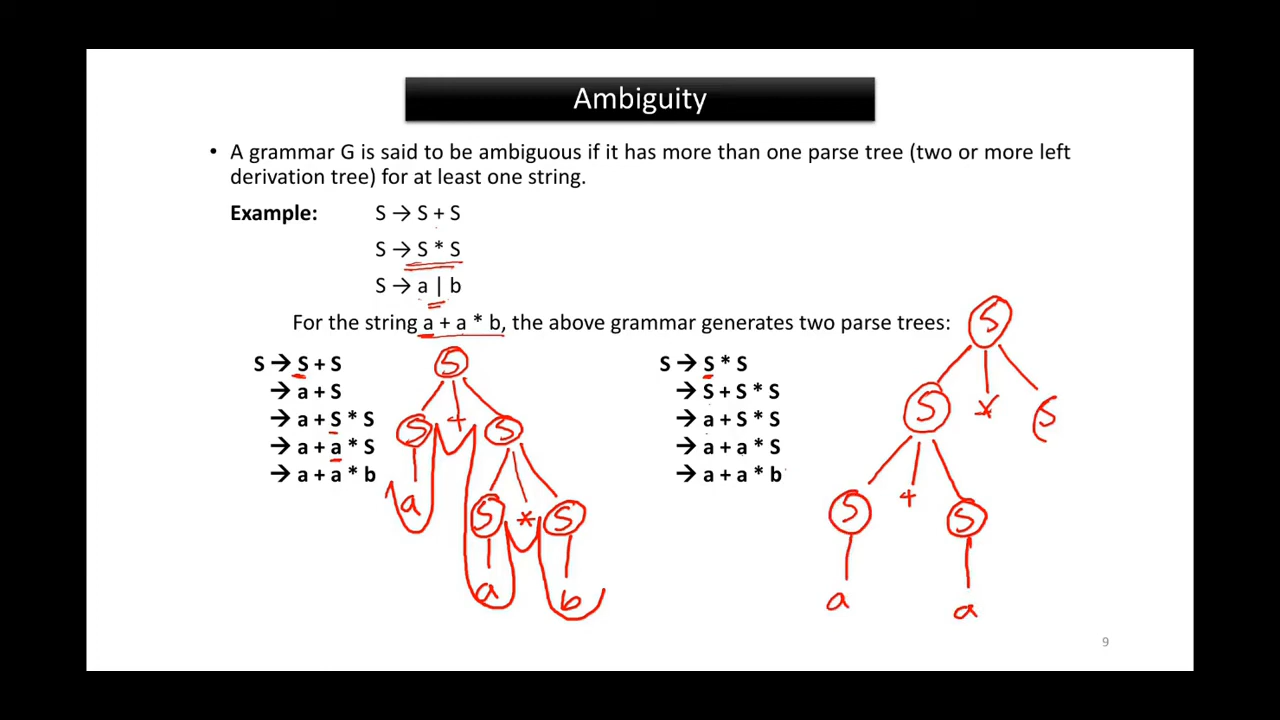 Ambiguity
• A grammar G is said to be ambiguous if it has more than one parse tree (two or more left
derivation tree) for at least one string.
Example: S → S + S
S → S * S
S → a | b
For the string a + a * b, the above grammar generates two parse trees:
S → S + S
→ a + S
→ a + S * S
→ a + a * S
→ a + a * b
S
S + S
a
S * S
a b
S → S * S
→ S + S * S
→ a + S * S
→ a + a * S
→ a + a * b
S
S * S
S + S
a a
9